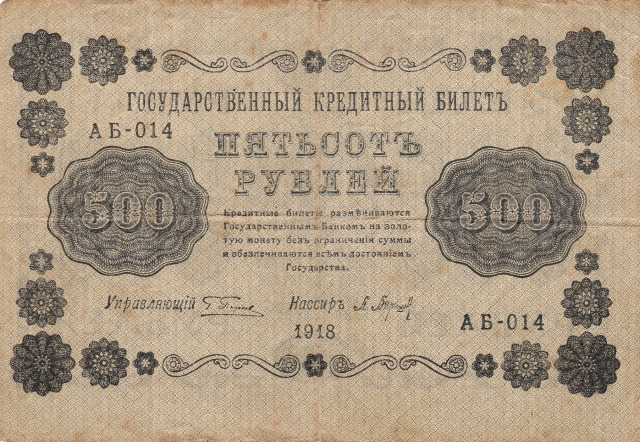 ГОСУДАРСТВЕННЫЙ КРЕДИТНЫЙ БИЛЕТЪ
АБ-014
ПЯТЬСОТЪ
РУБЛЕЙ
500
500
Кредитные билеты размѣниваются
Государственнымъ Банкомъ на золо-
тую монету безъ ограниченія суммы
и обезпечиваются всѣмъ достояніемъ
Государства.
Управляющій
Кассиръ
1918
АБ-014